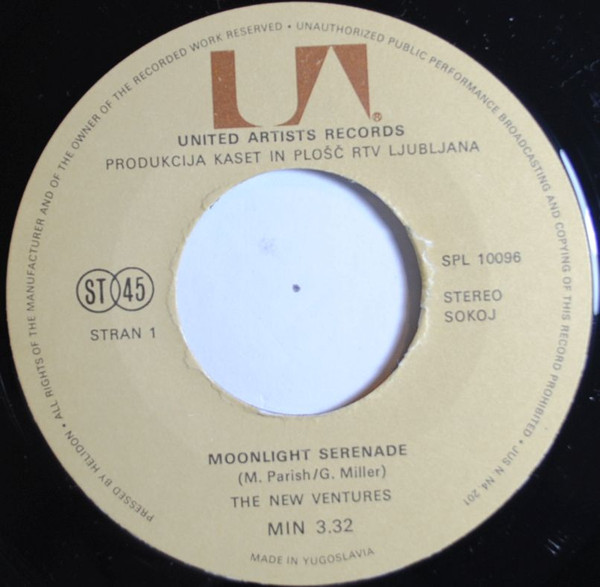 • ALL RIGHTS OF THE MANUFACTURER AND OF THE OWNER OF THE RECORDED WORK RESERVED • UNAUTHORIZED PUBLIC PERFORMANCE BROADCASTING AND COPYING OF THIS RECORD PROHIBITED • JUS N. N4 201
UA®
UNITED ARTISTS RECORDS
PRODUKCIJA KASET IN PLOŠČ RTV LJUBLJANA
SPL 10096
ST 45
STEREO
SOKOJ
STRAN 1
MOONLIGHT SERENADE
(M. Parish/G. Miller)
THE NEW VENTURES
MIN 3.32
PRESSED BY HELIDON
MADE IN YUGOSLAVIA